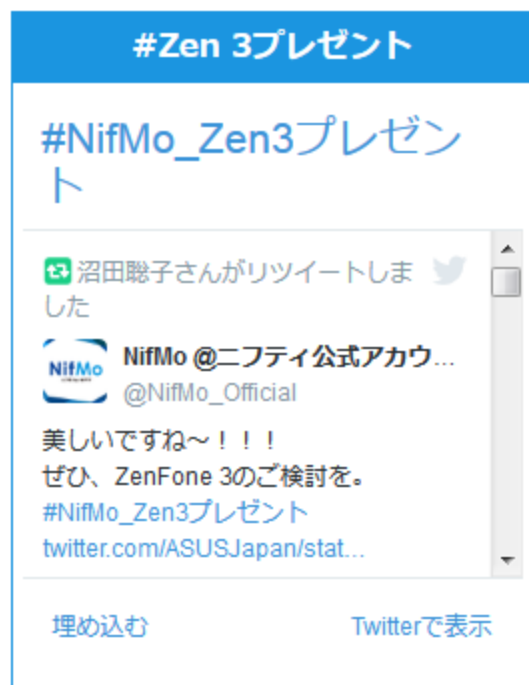 #Zen 3プレゼント
#NifMo_Zen3プレゼン
ト
沼田聡子さんがリツイートしま
した
NifMo
NifMo @ニフティ公式アカウ...
@NifMo_Official
美しいですね～！！！
ぜひ、ZenFone 3のご検討を。
#NifMo_Zen3プレゼント
twitter.com/ASUSJapan/stat...
埋め込む
Twitterで表示